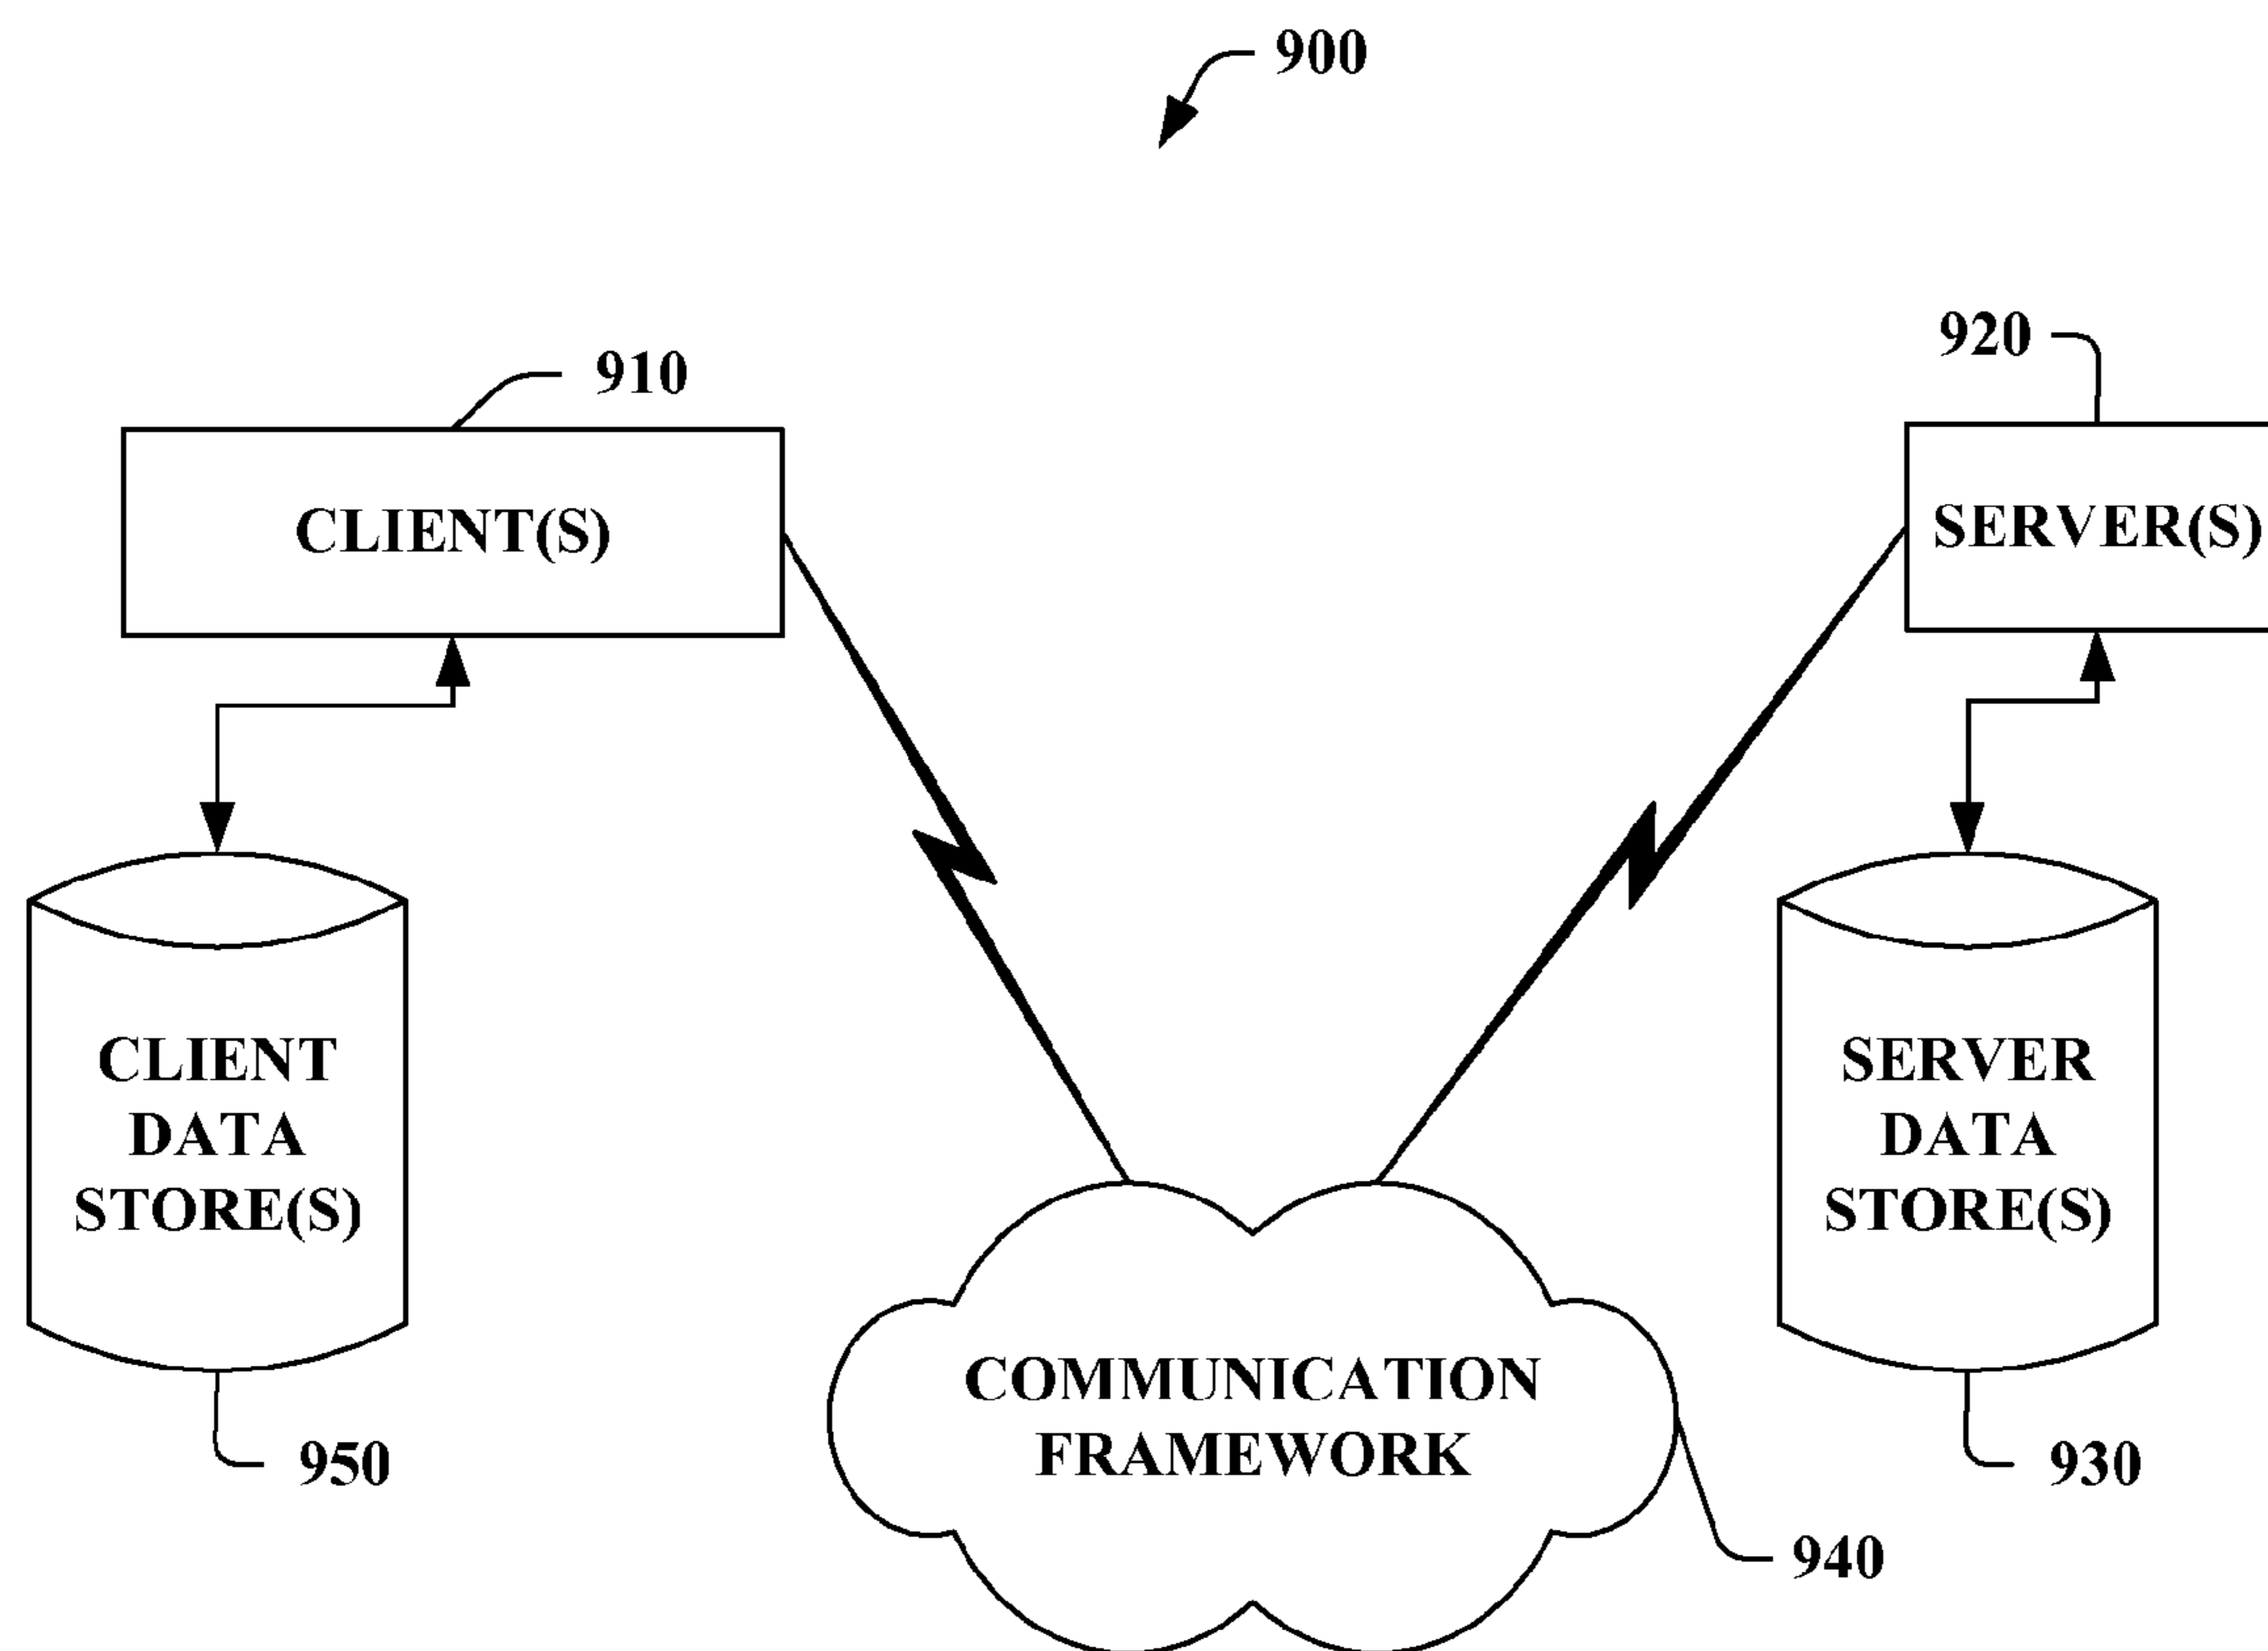 900
910
920
CLIENT(S)
SERVER(S)
CLIENT
DATA
STORE(S)
SERVER
DATA
STORE(S)
COMMUNICATION
FRAMEWORK
950
930
940